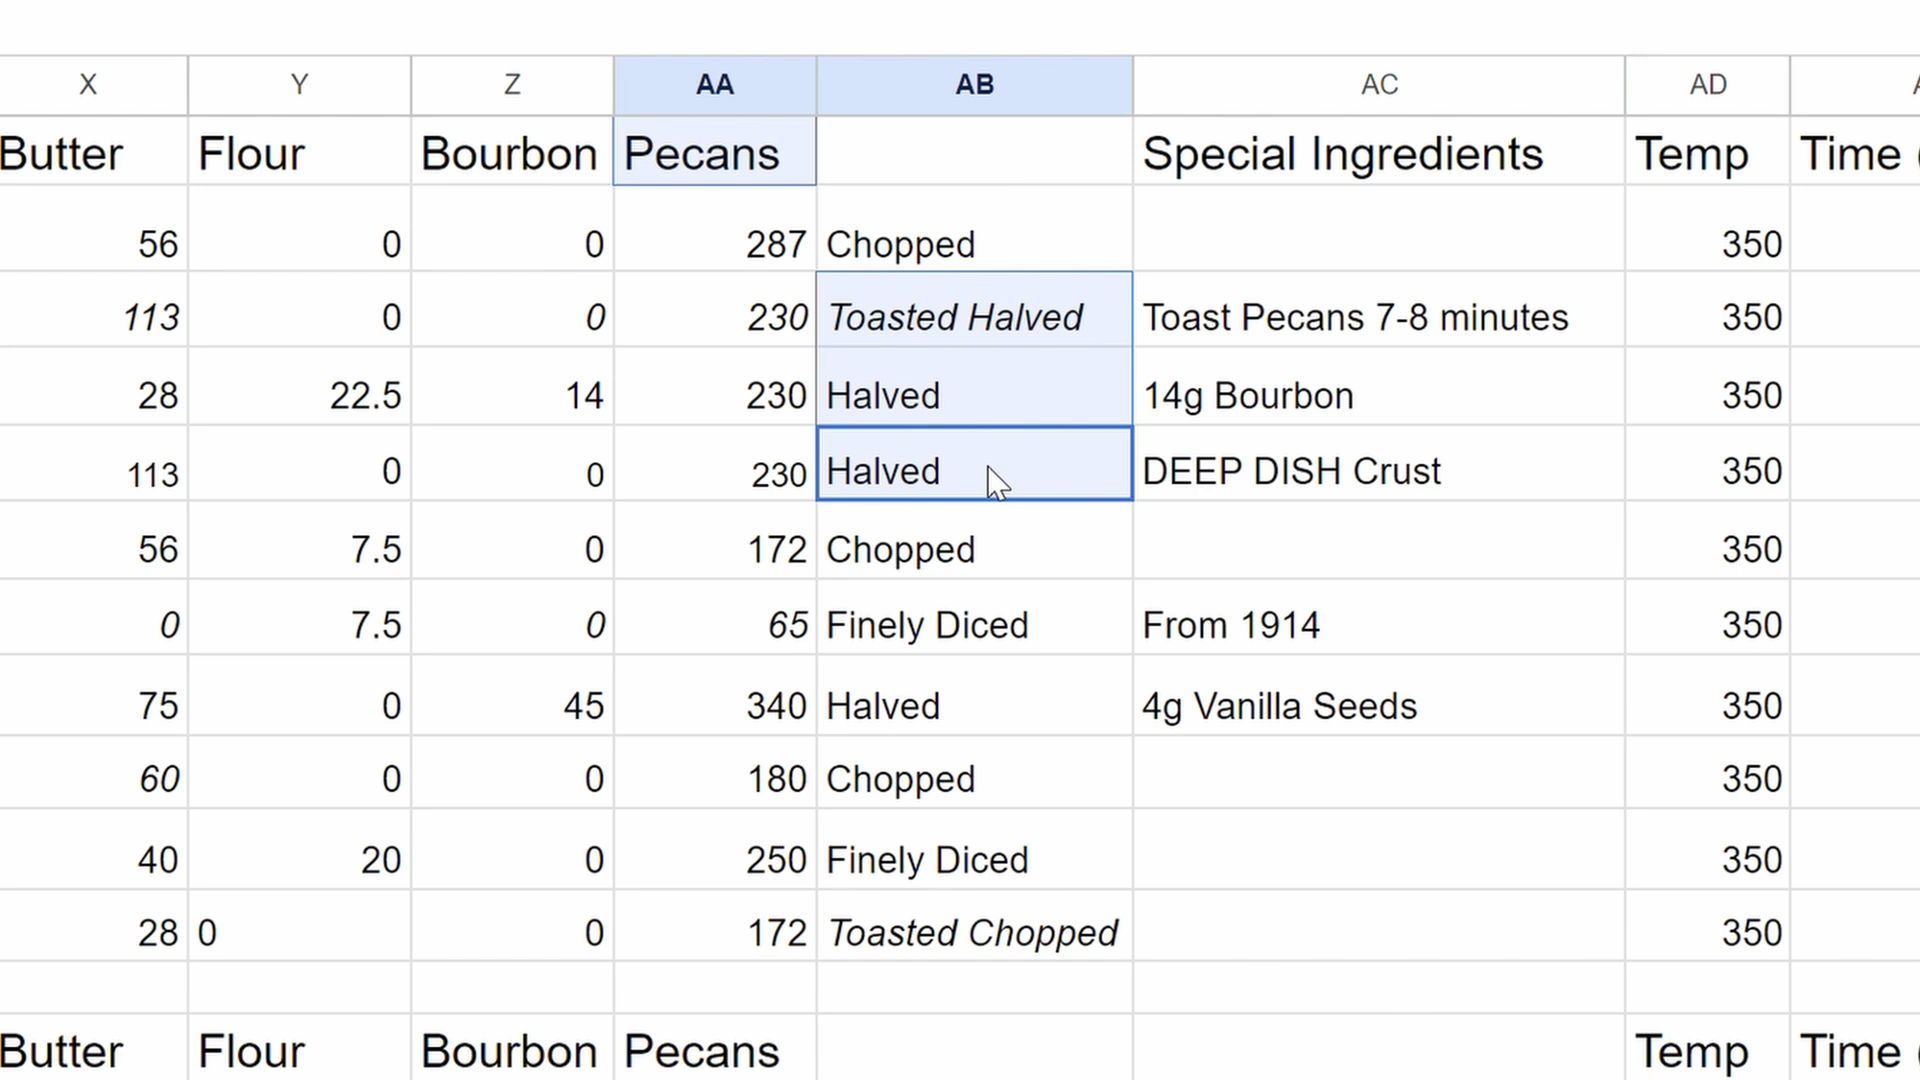 X Y Z AA AB AC AD
Butter Flour Bourbon Pecans Special Ingredients Temp Time (
56 0 0 287 Chopped 350
113 0 0 230 Toasted Halved Toast Pecans 7-8 minutes 350
28 22.5 14 230 Halved 14g Bourbon 350
113 0 0 230 Halved DEEP DISH Crust 350
56 7.5 0 172 Chopped 350
0 7.5 0 65 Finely Diced From 1914 350
75 0 45 340 Halved 4g Vanilla Seeds 350
60 0 0 180 Chopped 350
40 20 0 250 Finely Diced 350
28 0 0 172 Toasted Chopped 350
Butter Flour Bourbon Pecans Temp Time (